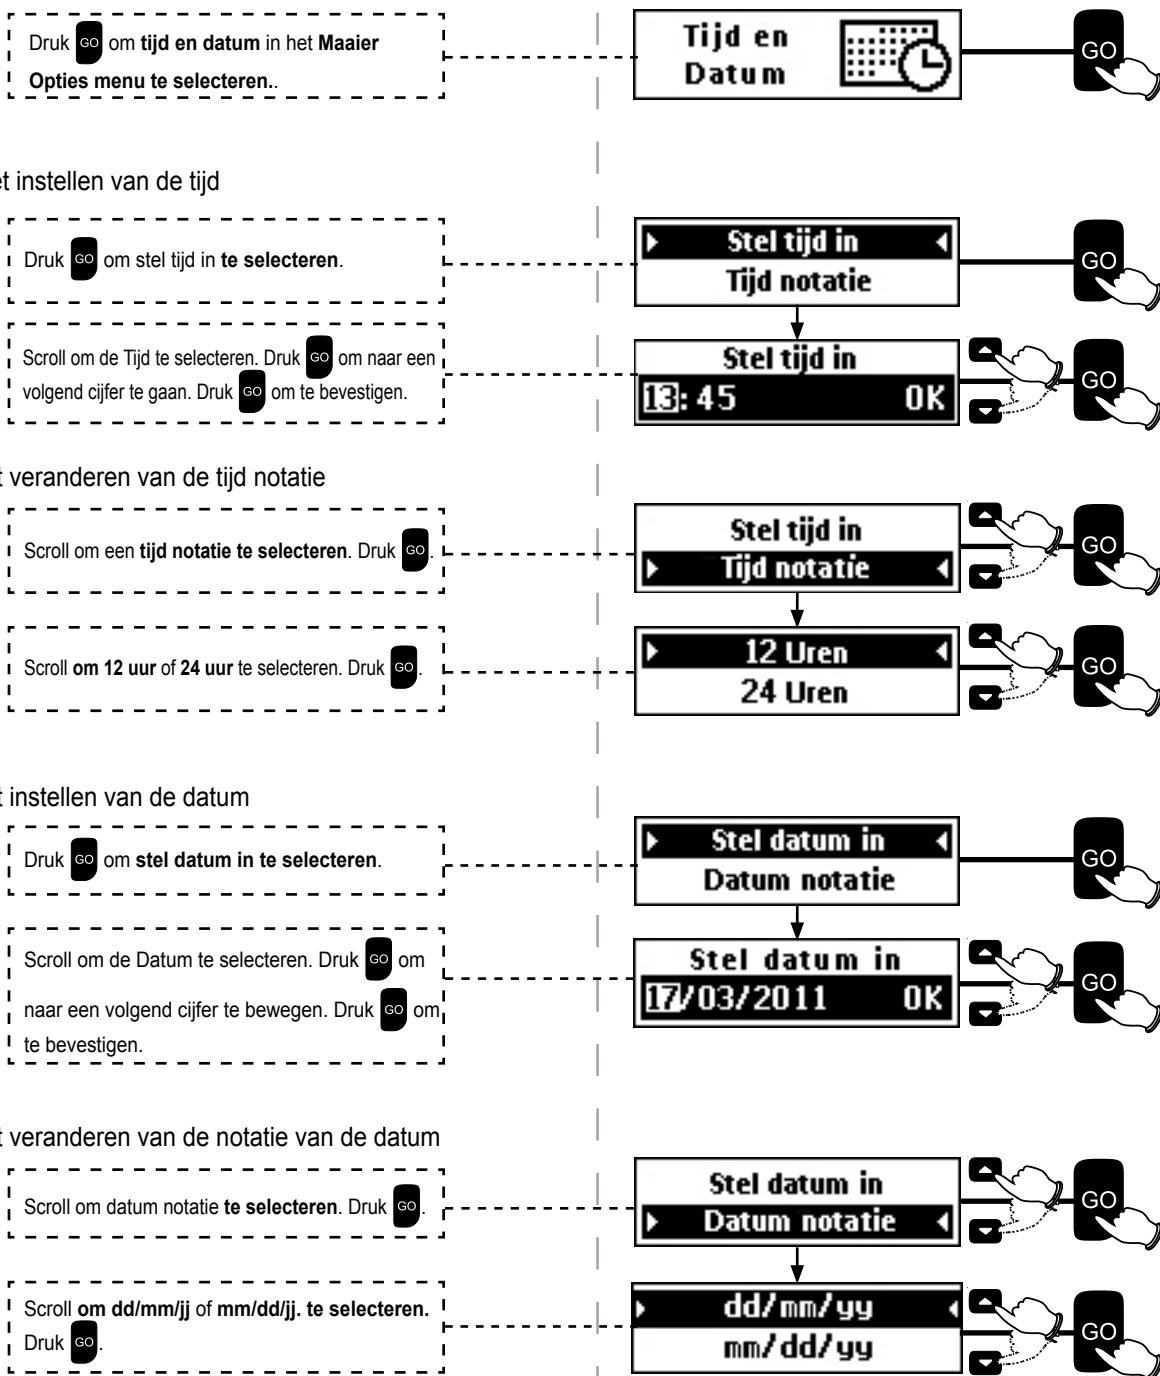 Druk GO om tijd en datum in het Maaier
Opties menu te selecteren..
Tijd en
Datum
GO
t instellen van de tijd
Druk GO om stel tijd in te selecteren.
Stel tijd in
Tijd notatie
GO
Scroll om de Tijd te selecteren. Druk GO om naar een
volgend cijfer te gaan. Druk GO om te bevestigen.
Stel tijd in
13:45 OK
GO
t veranderen van de tijd notatie
Scroll om een tijd notatie te selecteren. Druk GO.
Stel tijd in
Tijd notatie
GO
Scroll om 12 uur of 24 uur te selecteren. Druk GO.
12 Uren
24 Uren
GO
t instellen van de datum
Druk GO om stel datum in te selecteren.
Stel datum in
Datum notatie
GO
Scroll om de Datum te selecteren. Druk GO om
naar een volgend cijfer te bewegen. Druk GO om
te bevestigen.
Stel datum in
17/03/2011 OK
GO
t veranderen van de notatie van de datum
Scroll om datum notatie te selecteren. Druk GO.
Stel datum in
Datum notatie
GO
Scroll om dd/mm/jj of mm/dd/jj. te selecteren.
Druk GO.
dd/mm/yy
mm/dd/yy
GO